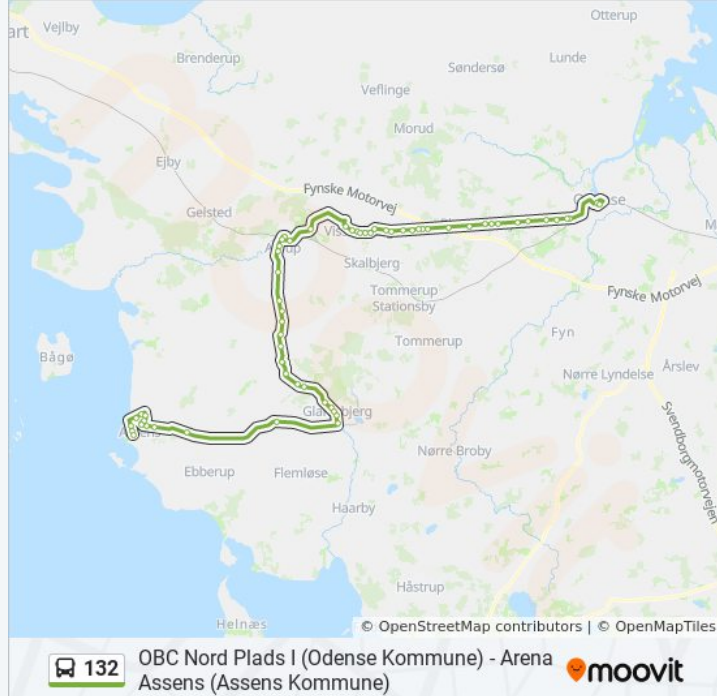 Otterup
Vejlby
art
Brenderup
Lunde
Søndersø
Veflinge
Morud
Ejby
Fynske Motorvej
Gelsted
Skalbjerg
Tommerup
Stationsby
Fynske Motorvej
Fyn
Tommerup
Bågø
Nørre Lyndelse
Årslev
Svendborgmotorvejen
Nørre Broby
Ebberup
Flemløse
Haarby
Håstrup
Helnæs
© OpenStreetMap contributors | © OpenMapTiles
132
OBC Nord Plads I (Odense Kommune) - Arena
Assens (Assens Kommune)
moovit